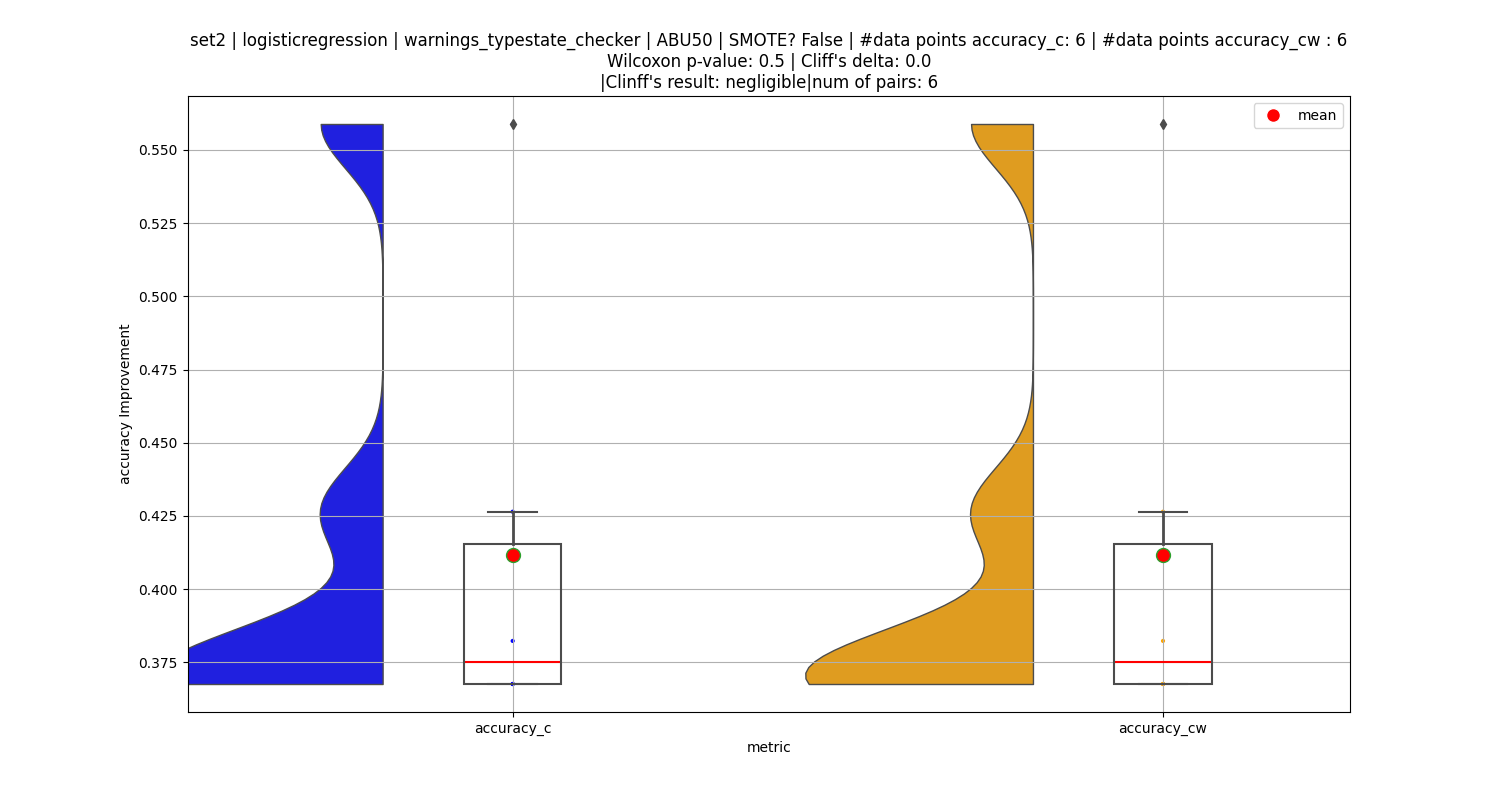 set2 | logisticregression | warnings_typestate_checker | ABU50 | SMOTE? False | #data points accuracy_c: 6 | #data points accuracy_cw : 6
Wilcoxon p-value: 0.5 | Cliff's delta: 0.0
|Clinff's result: negligible|num of pairs: 6
mean
0.550
0.525
0.500
0.475
0.450
0.425
0.400
0.375
accuracy Improvement
accuracy_c
accuracy_cw
metric